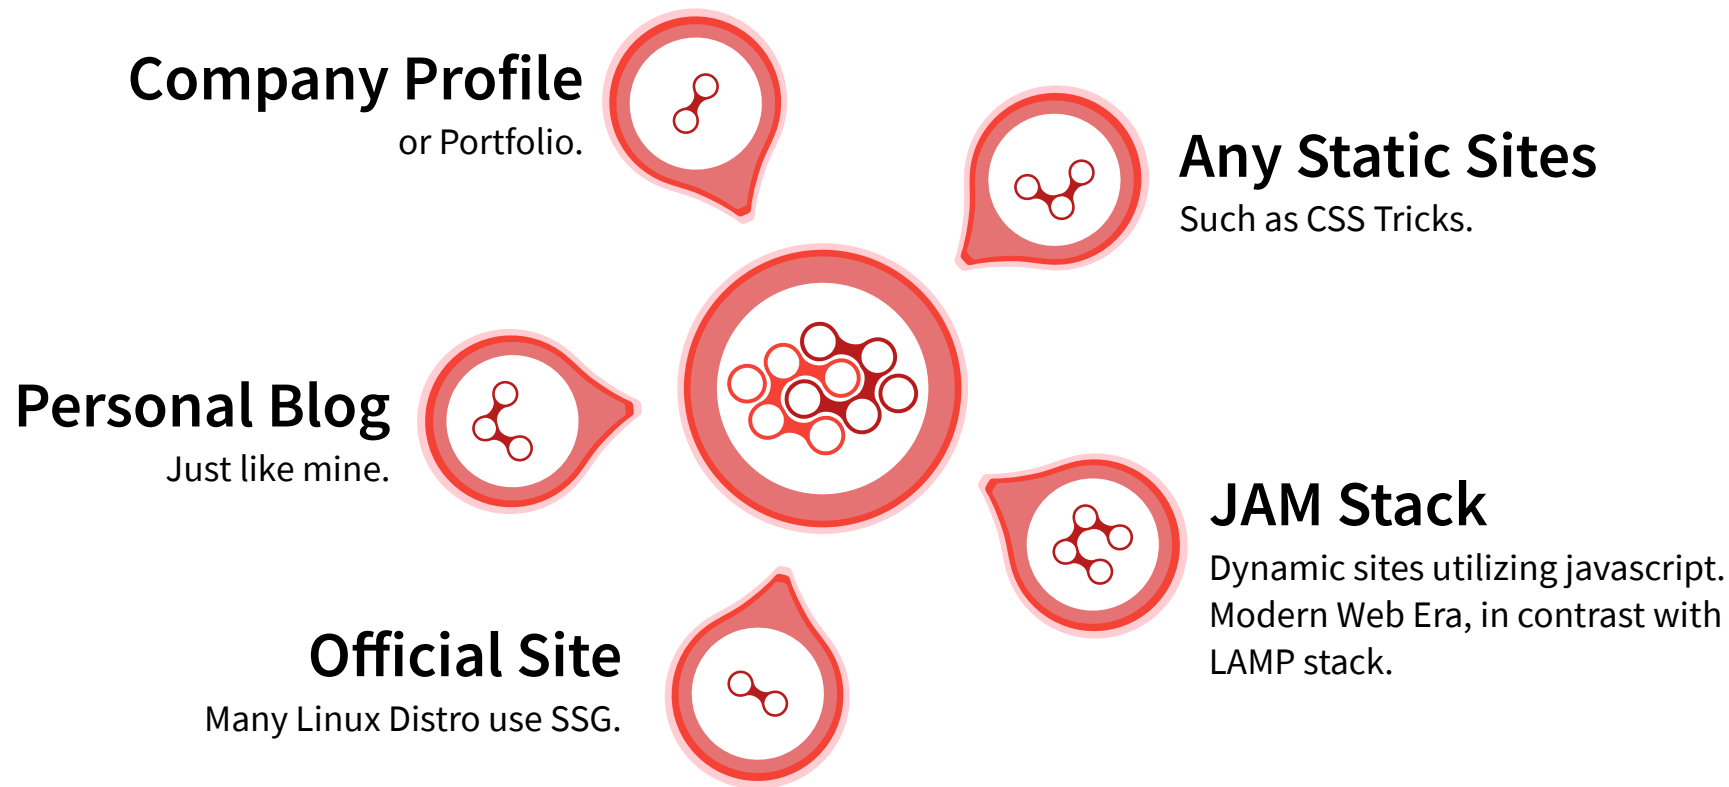 Company Profile
or Portfolio.
Any Static Sites
Such as CSS Tricks.
Personal Blog
Just like mine.
JAM Stack
Dynamic sites utilizing javascript.
Modern Web Era, in contrast with
LAMP stack.
Official Site
Many Linux Distro use SSG.